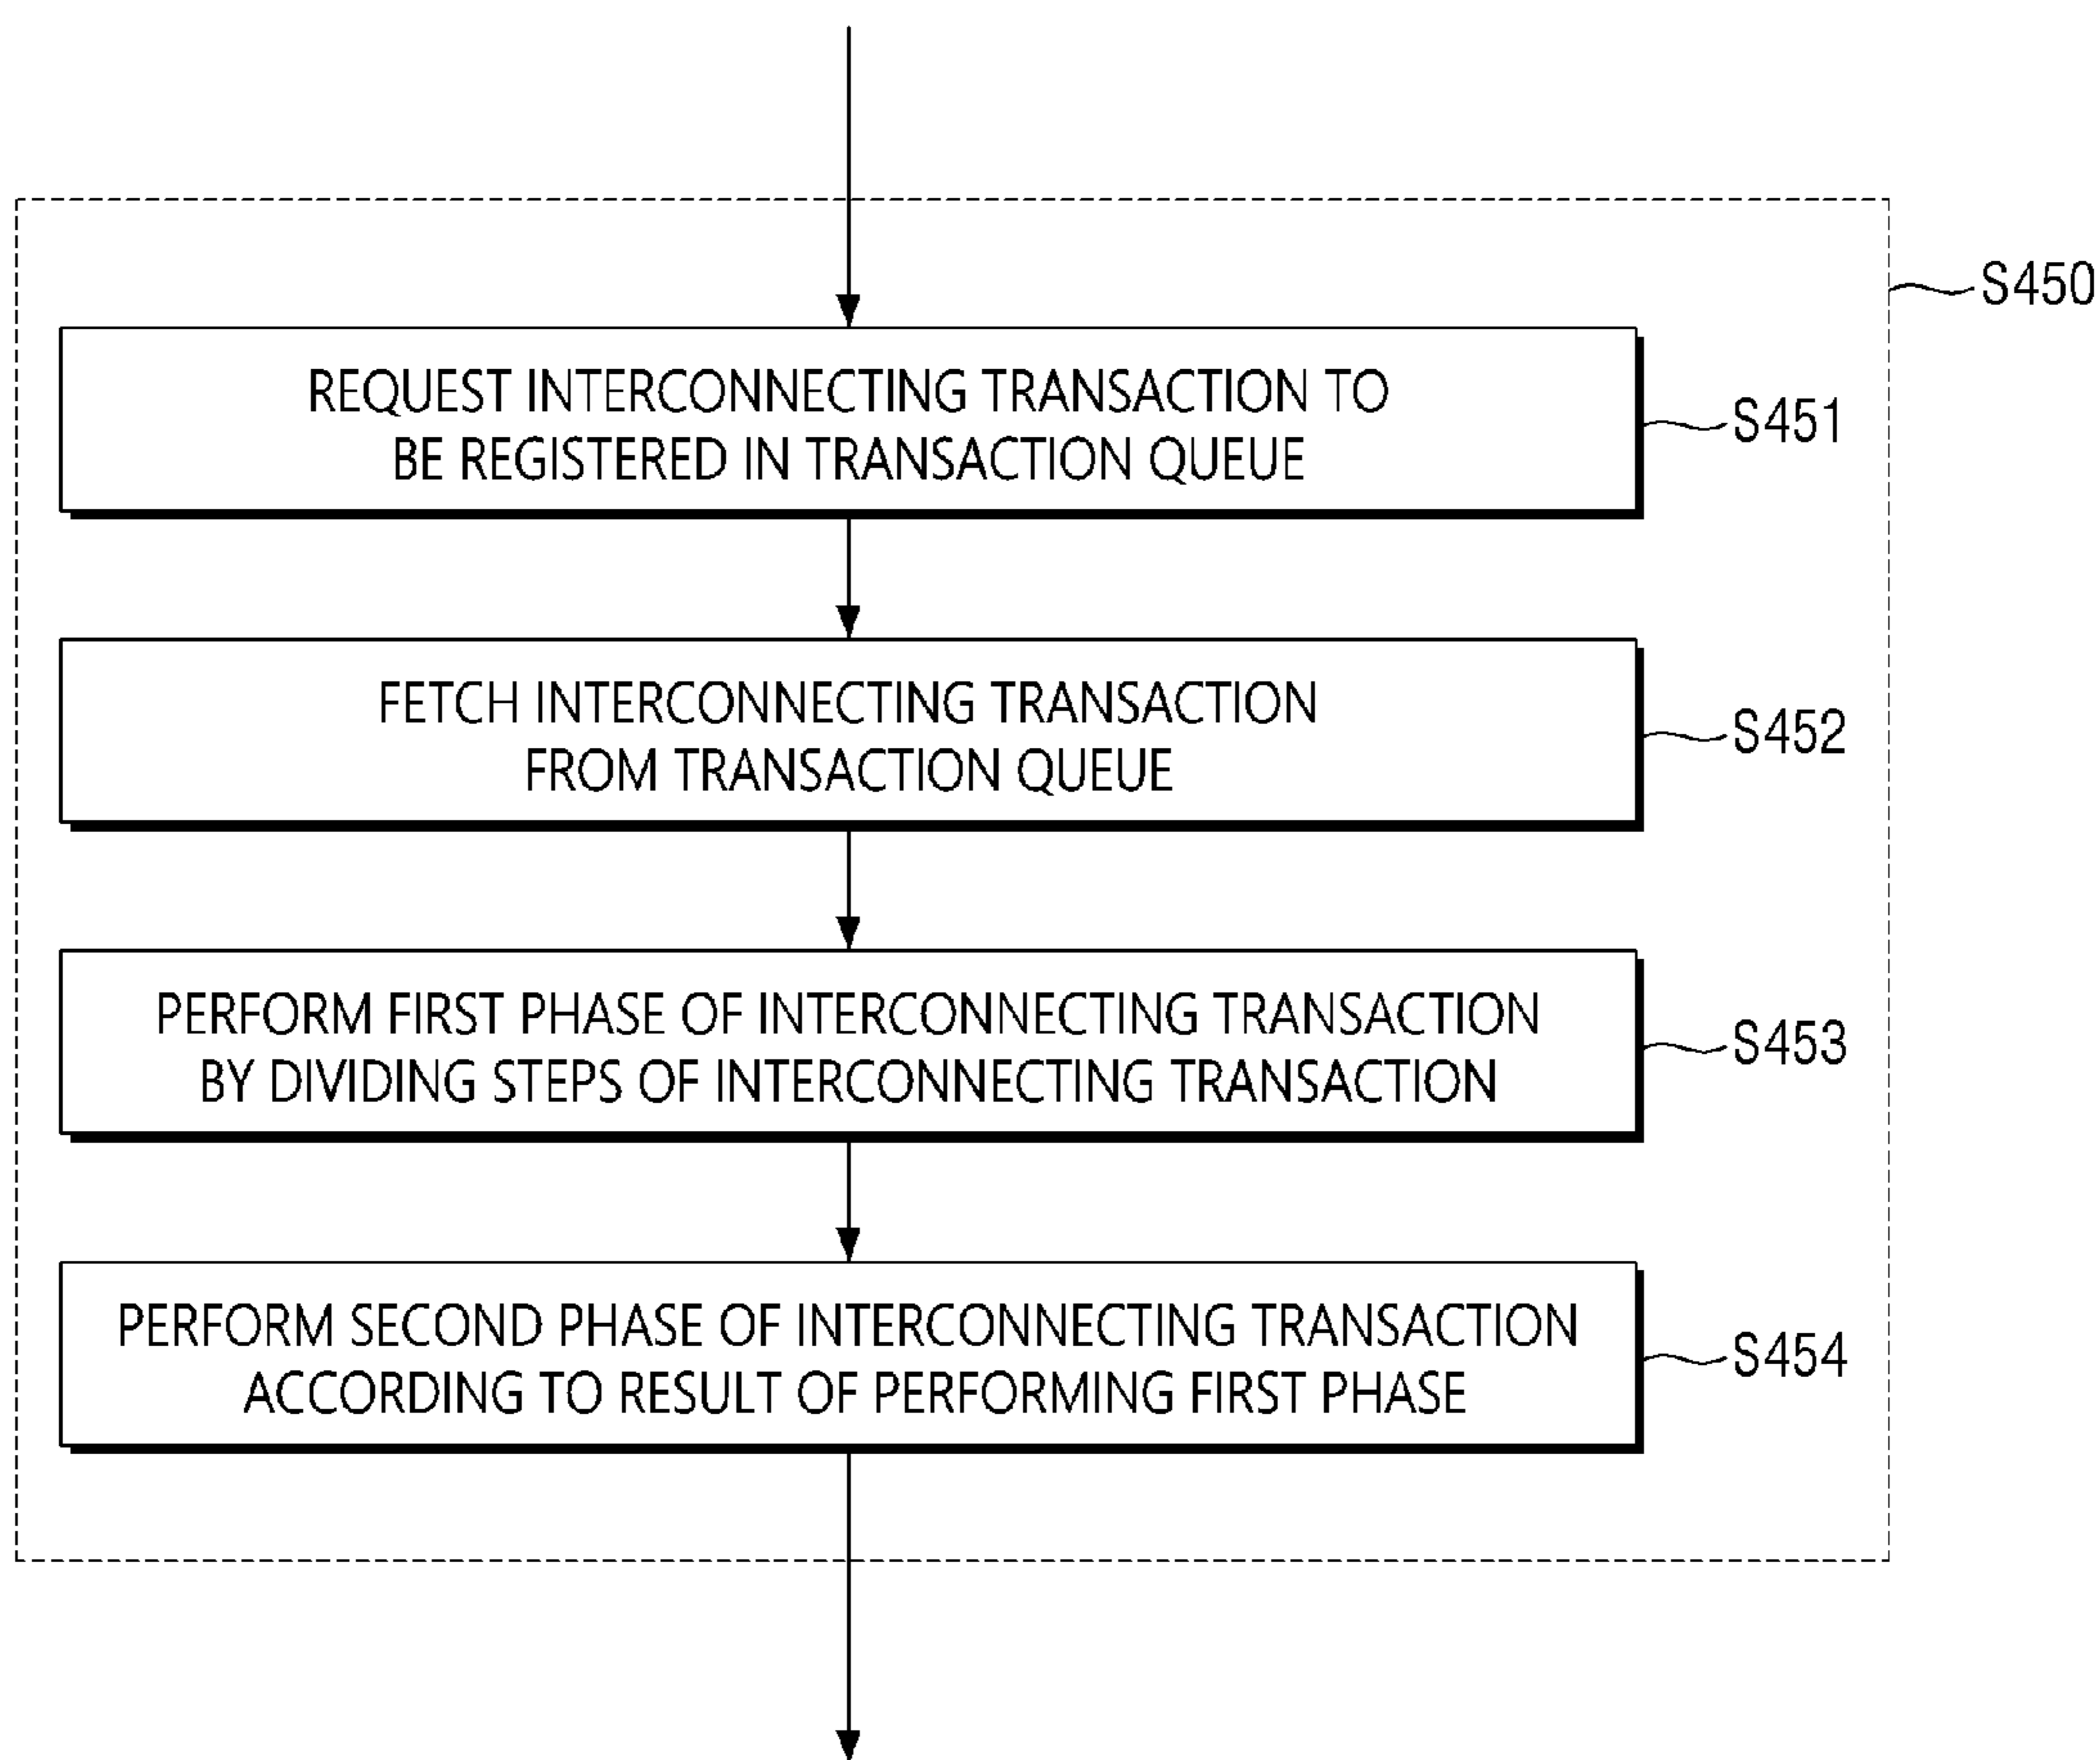 S450
REQUEST INTERCONNECTING TRANSACTION TO
BE REGISTERED IN TRANSACTION QUEUE
S451
FETCH INTERCONNECTING TRANSACTION
FROM TRANSACTION QUEUE
S452
PERFORM FIRST PHASE OF INTERCONNECTING TRANSACTION
BY DIVIDING STEPS OF INTERCONNECTING TRANSACTION
S453
PERFORM SECOND PHASE OF INTERCONNECTING TRANSACTION
ACCORDING TO RESULT OF PERFORMING FIRST PHASE
S454